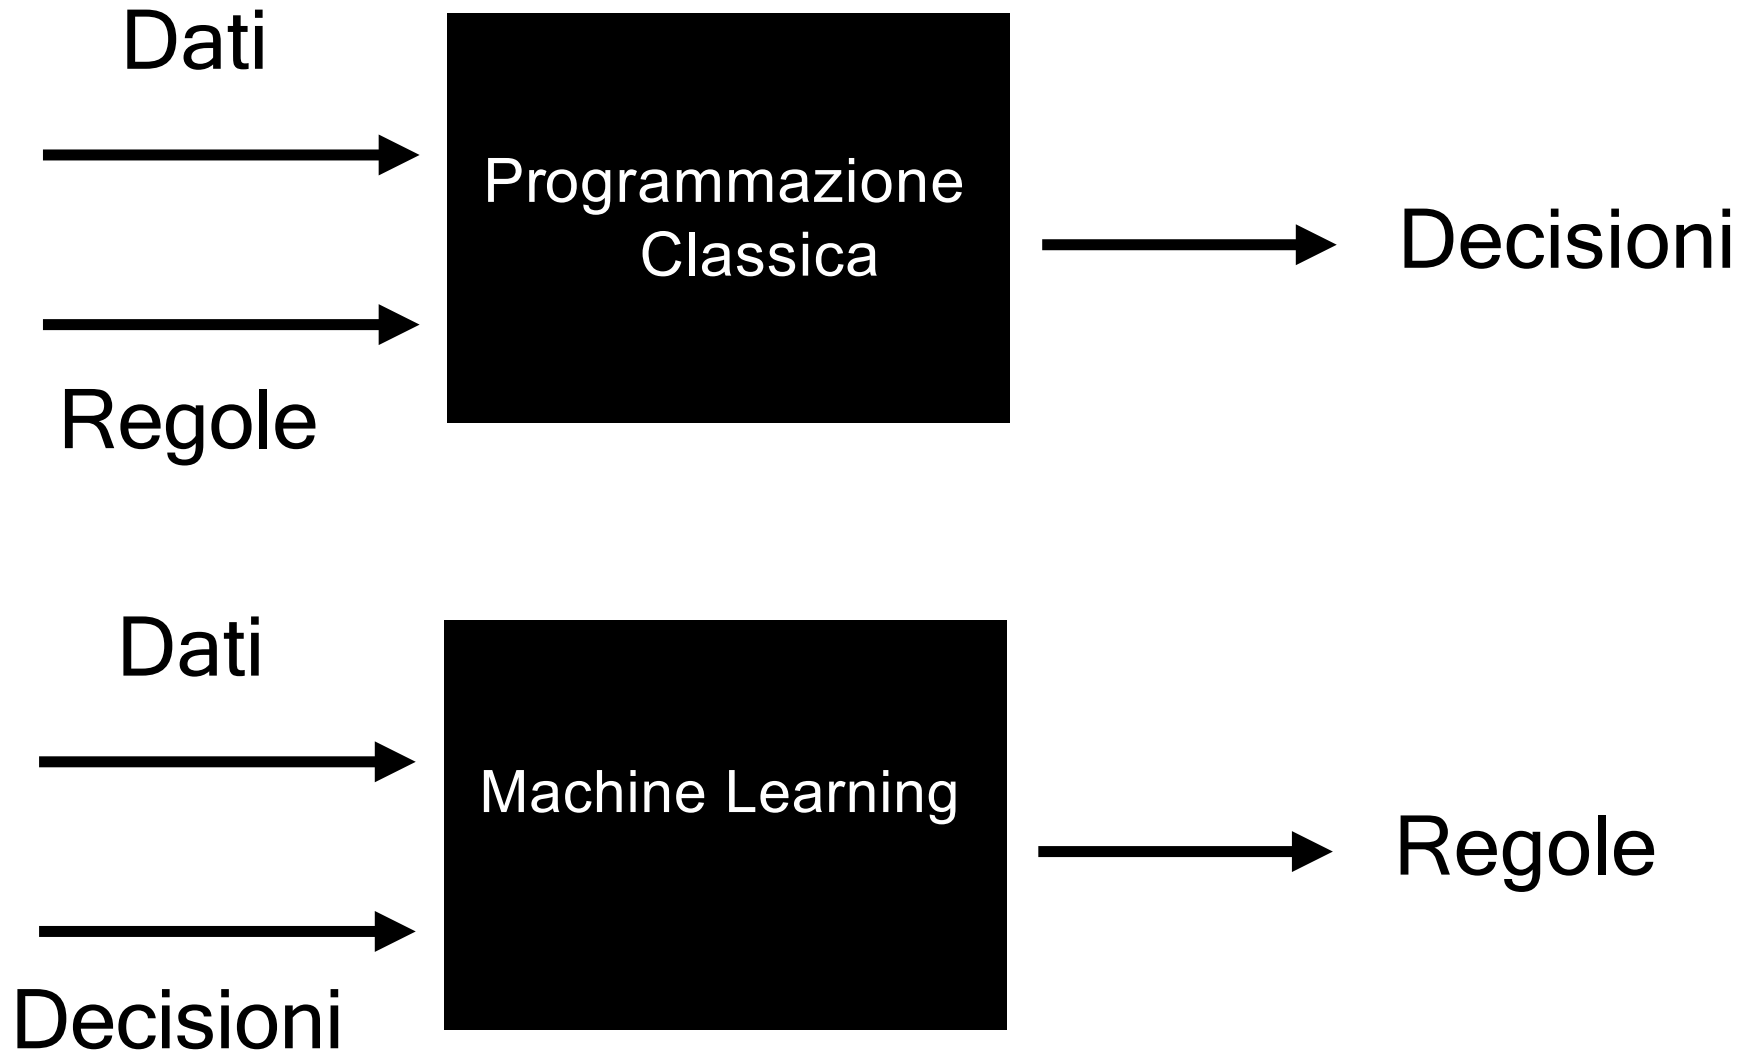 Dati
Programmazione
Classica
Decisioni
Regole
Dati
Machine Learning
Regole
Decisioni